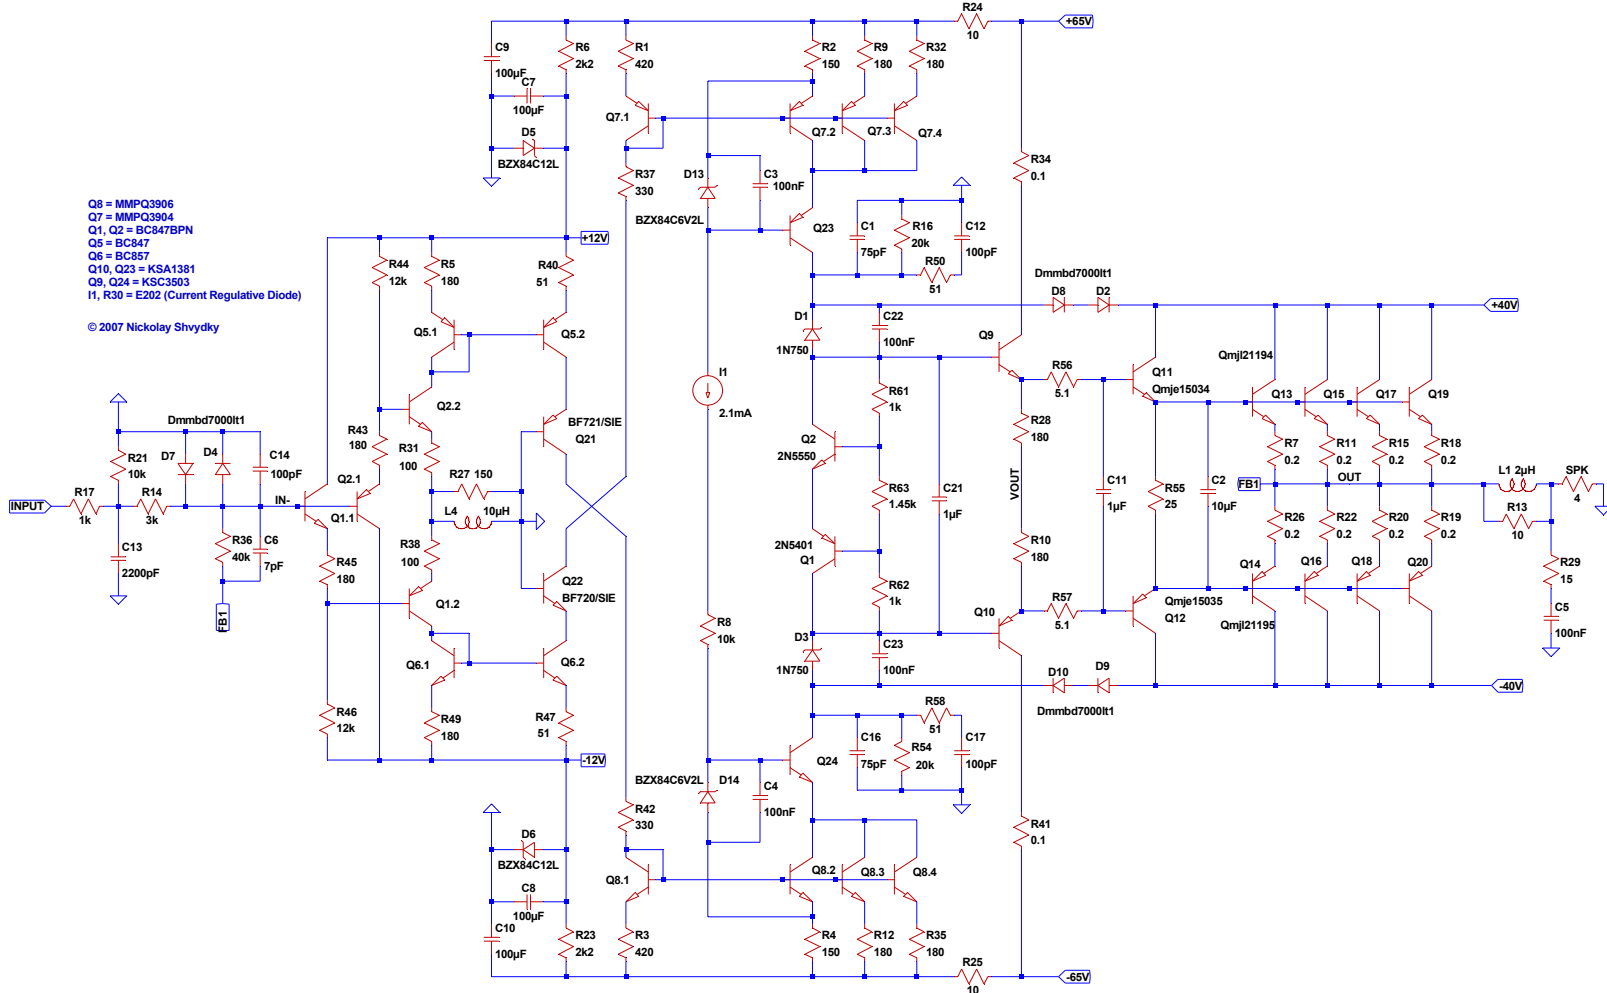 R24
10
+65V
C9
100µF
R6
2k2
R1
420
R2
150
R9
180
R32
180
C7
100µF
D5
BZX84C12L
Q7.1
Q7.2
Q7.3
Q7.4
R37
330
D13
C3
100nF
BZX84C6V2L
R34
0.1
Q8 = MMPQ3906
Q7 = MMPQ3904
Q1, Q2 = BC847BPN
Q5 = BC847
Q6 = BC857
Q10, Q23 = KSA1381
Q9, Q24 = KSC3503
I1, R30 = E202 (Current Regulative Diode)
© 2007 Nickolay Shvydky
Q23
C1
75pF
R16
20k
C12
100pF
R50
51
+12V
R44
12k
R5
180
R40
51
Dmmbd7000lt1
D8
D2
+40V
Q5.1
Q5.2
D1
1N750
C22
100nF
Q9
R56
5.1
Q11
Qmje15034
Qmjl21194
Q13
Q15
Q17
Q19
I1
2.1mA
Q2.2
R43
180
R31
100
BF721/SIE
Q21
R61
1k
Q2
2N5550
R28
180
R7
0.2
R11
0.2
R15
0.2
R18
0.2
Dmmbd7000lt1
D7
D4
C14
100pF
R21
10k
INPUT
R17
1k
R14
3k
IN-
Q2.1
Q1.1
R27 150
L4
10µH
R63
1.45k
C21
1µF
VOUT
C11
1µF
R55
25
C2
10µF
FB1
OUT
L1 2µH
SPK
4
R13
10
C13
2200pF
R36
40k
C6
7pF
FB1
R45
180
R38
100
Q1.2
Q22
BF720/SIE
2N5401
Q1
R62
1k
R10
180
R26
0.2
R22
0.2
R20
0.2
R19
0.2
Q14
Q16
Q18
Q20
Qmje15035
Q12
Qmjl21195
R29
15
C5
100nF
Q10
R57
5.1
Q6.1
Q6.2
R8
10k
D3
1N750
C23
100nF
D10
D9
-40V
Dmmbd7000lt1
R46
12k
R49
180
R47
51
-12V
R58
51
C16
75pF
R54
20k
C17
100pF
Q24
BZX84C6V2L
D14
C4
100nF
R42
330
R41
0.1
D6
BZX84C12L
C8
100µF
C10
100µF
R23
2k2
Q8.1
Q8.2
Q8.3
Q8.4
R3
420
R4
150
R12
180
R35
180
R25
10
-65V